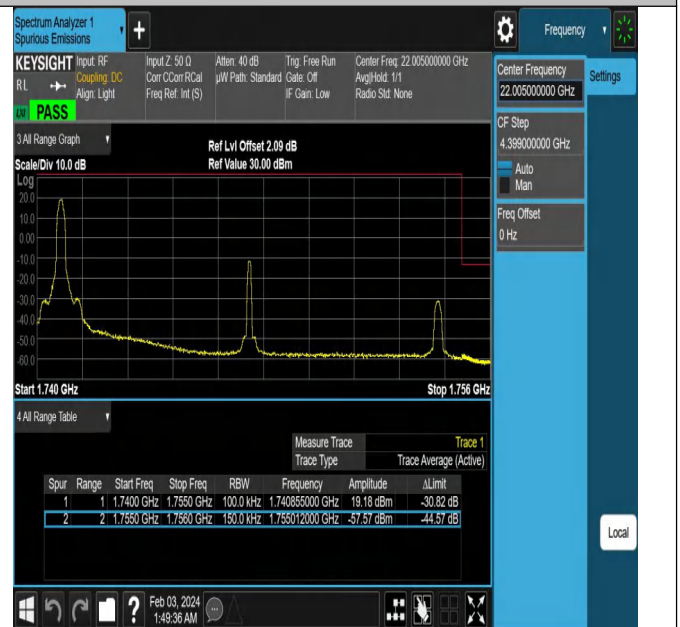 Spectrum Analyzer 1
Spurious Emissions
+
Frequency
KEYSIGHT Input: RF Input Z: 50 Ω Atten: 40 dB Trig: Free Run Center Freq: 22.005000000 GHz
RL Coupling: DC Corr CCorr RCal µW Path: Standard Gate: Off Avg|Hold: 1/1
Align: Light Freq Ref: Int (S) IF Gain: Low Radio Std: None
LXI PASS
Center Frequency
22.005000000 GHz
Settings
CF Step
4.399000000 GHz
Auto
Man
Freq Offset
0 Hz
3 All Range Graph
Ref Lvl Offset 2.09 dB
Scale/Div 10.0 dB Ref Value 30.00 dBm
Log
20.0
10.0
0.00
-10.0
-20.0
-30.0
-40.0
-50.0
-60.0
Start 1.740 GHz Stop 1.756 GHz
4 All Range Table
Measure Trace Trace 1
Trace Type Trace Average (Active)
Spur Range Start Freq Stop Freq RBW Frequency Amplitude ΔLimit
1 1 1.7400 GHz 1.7550 GHz 100.0 kHz 1.740855000 GHz 19.18 dBm -30.82 dB
2 2 1.7550 GHz 1.7560 GHz 150.0 kHz 1.755012000 GHz -57.57 dBm -44.57 dB
Local
?
Feb 03, 2024
1:49:36 AM